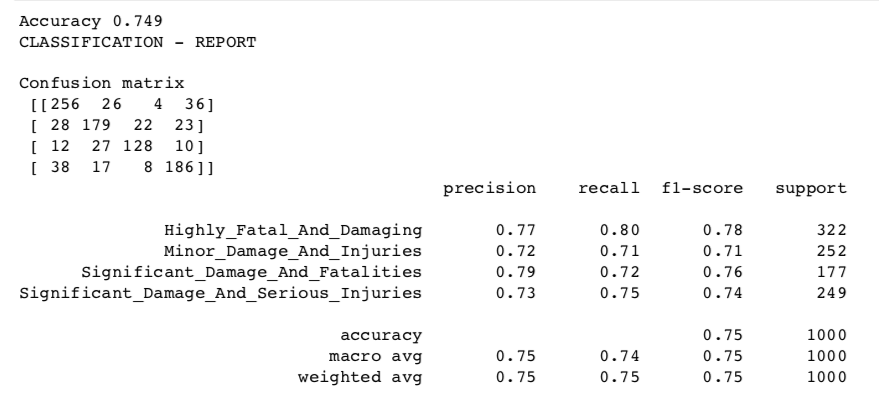 Accuracy 0.749
CLASSIFICATION - REPORT
Confusion matrix
[[256 26 4 36]
[ 28 179 22 23]
[ 12 27 128 10]
[ 38 17 8 186]]
precision recall f1-score support
Highly_Fatal_And_Damaging 0.77 0.80 0.78 322
Minor_Damage_And_Injuries 0.72 0.71 0.71 252
Significant_Damage_And_Fatalities 0.79 0.72 0.76 177
Significant_Damage_And_Serious_Injuries 0.73 0.75 0.74 249
accuracy 0.75 1000
macro avg 0.75 0.74 0.75 1000
weighted avg 0.75 0.75 0.75 1000